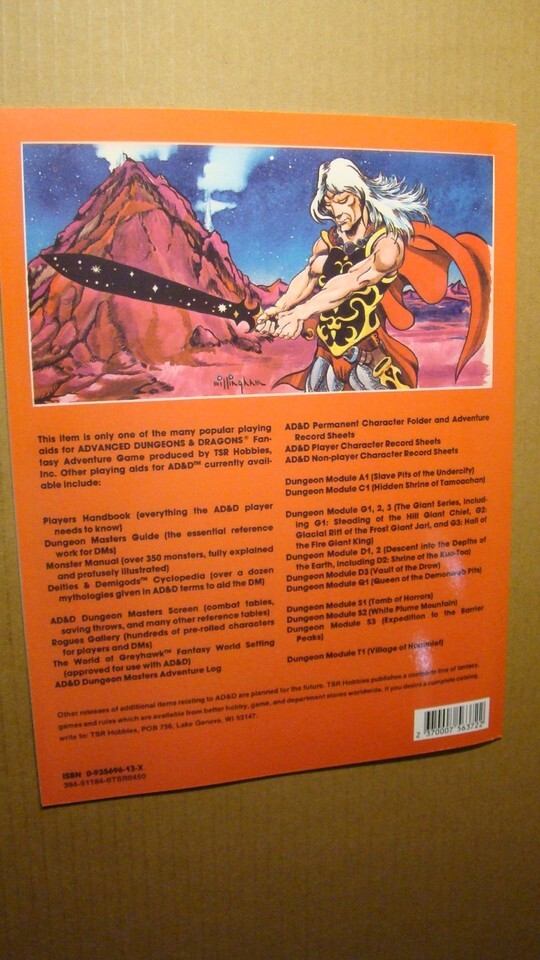 willingham
This item is only one of the many popular playing
aids for ADVANCED DUNGEONS & DRAGONS® Fan-
tasy Adventure Game produced by TSR Hobbies,
Inc. Other playing aids for AD&D™ currently avail-
able include:
Players Handbook (everything the AD&D player
needs to know)
Dungeon Masters Guide (the essential reference
work for DMs)
Monster Manual (over 350 monsters, fully explained
and profusely illustrated)
Deities & Demigods™ Cyclopedia (over a dozen
mythologies given in AD&D terms to aid the DM)
AD&D Dungeon Masters Screen (combat tables,
saving throws, and many other reference tables)
Rogues Gallery (hundreds of pre-rolled characters
for players and DMs)
The World of Greyhawk™ Fantasy World Setting
(approved for use with AD&D)
AD&D Dungeon Masters Adventure Log
AD&D Permanent Character Folder and Adventure
Record Sheets
AD&D Player Character Record Sheets
AD&D Non-player Character Record Sheets
Dungeon Module A1 (Slave Pits of the Undercity)
Dungeon Module C1 (Hidden Shrine of Tamoachan)
Dungeon Module G1, 2, 3 (The Giant Series, includ-
ing G1: Steading of the Hill Giant Chief, G2:
Glacial Rift of the Frost Giant Jarl, and G3: Hall of
the Fire Giant King)
Dungeon Module D1, 2 (Descent into the Depths of
the Earth, including D2: Shrine of the Kuo-Toa)
Dungeon Module D3 (Vault of the Drow)
Dungeon Module Q1 (Queen of the Demonweb Pits)
Dungeon Module S1 (Tomb of Horrors)
Dungeon Module S2 (White Plume Mountain)
Dungeon Module S3 (Expedition to the Barrier
Peaks)
Dungeon Module T1 (Village of Hommlet)
Other releases of additional items relating to AD&D are planned for the future. TSR Hobbies publishes a complete line of fantasy
games and rules which are available from better hobby, game, and department stores worldwide. If you desire a complete catalog,
write to: TSR Hobbies, POB 756, Lake Geneva, WI 53147.
ISBN 0-935696-13-X
394-51184-6TSR0450
2 370007 563722